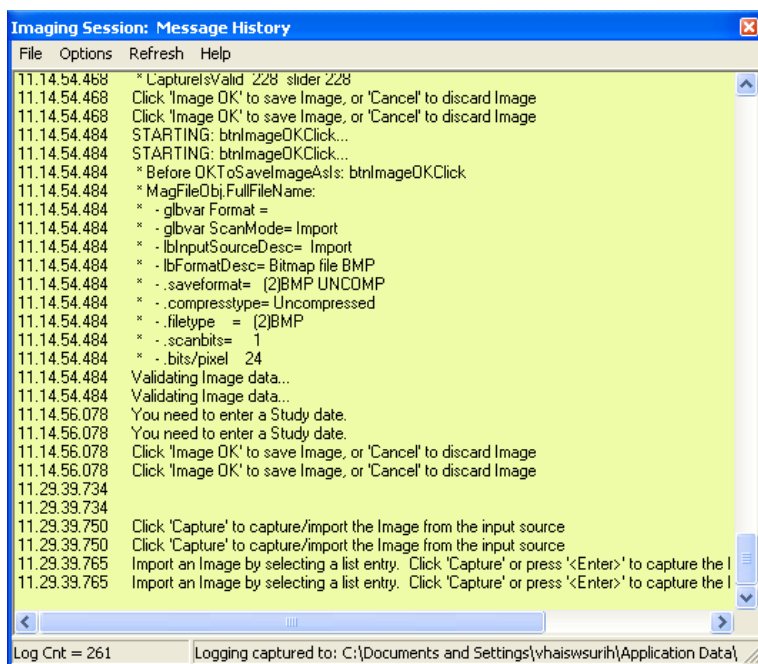 Imaging Session: Message History
File Options Refresh Help
11.14.54.468 * CaptureIsValid 228 slider 228
11.14.54.468 Click 'Image OK' to save Image, or 'Cancel' to discard Image
11.14.54.468 Click 'Image OK' to save Image, or 'Cancel' to discard Image
11.14.54.484 STARTING: btnImageOKClick...
11.14.54.484 STARTING: btnImageOKClick...
11.14.54.484 * Before OKToSaveImageAsIs: btnImageOKClick
11.14.54.484 * MagFileObj.FullFileName:
11.14.54.484 * - glbvar Format =
11.14.54.484 * - glbvar ScanMode= Import
11.14.54.484 * - lbInputSourceDesc= Import
11.14.54.484 * - lbFormatDesc= Bitmap file BMP
11.14.54.484 * - .saveformat= (2)BMP UNCOMP
11.14.54.484 * - .compresstype= Uncompressed
11.14.54.484 * - .filetype = (2)BMP
11.14.54.484 * - .scanbits= 1
11.14.54.484 * - .bits/pixel 24
11.14.54.484 Validating Image data...
11.14.54.484 Validating Image data...
11.14.56.078 You need to enter a Study date.
11.14.56.078 You need to enter a Study date.
11.14.56.078 Click 'Image OK' to save Image, or 'Cancel' to discard Image
11.14.56.078 Click 'Image OK' to save Image, or 'Cancel' to discard Image
11.29.39.734
11.29.39.734
11.29.39.750 Click 'Capture' to capture/import the Image from the input source
11.29.39.750 Click 'Capture' to capture/import the Image from the input source
11.29.39.765 Import an Image by selecting a list entry. Click 'Capture' or press '<Enter>' to capture the I
11.29.39.765 Import an Image by selecting a list entry. Click 'Capture' or press '<Enter>' to capture the I
Log Cnt = 261 Logging captured to: C:\Documents and Settings\vhaiswsurih\Application Data\